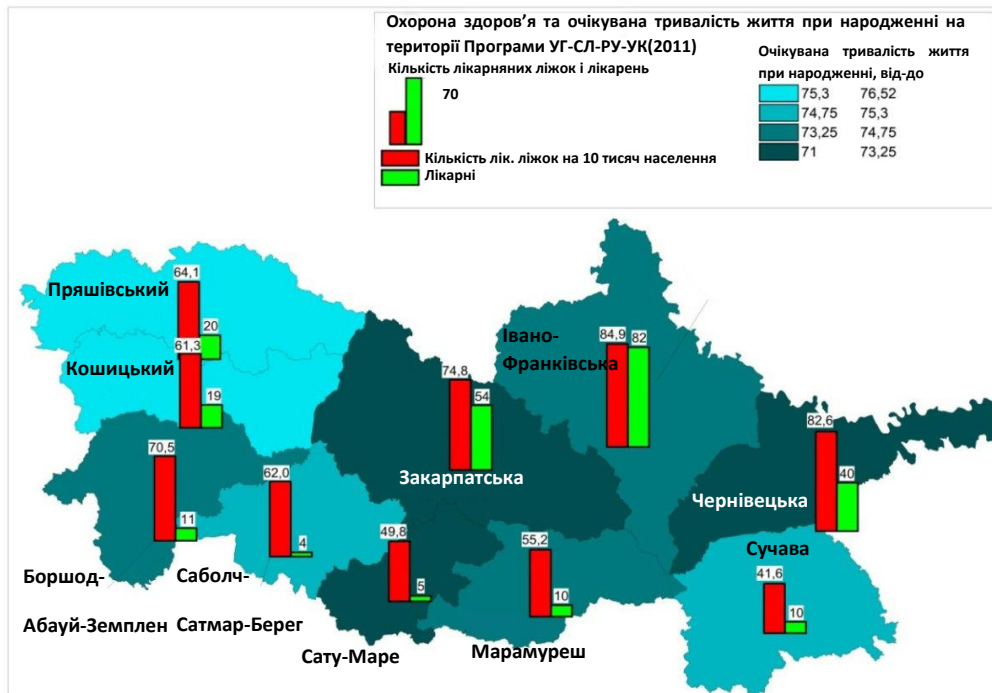 Охорона здоров'я та очікувана тривалість життя при народженні на
території Програми УГ-СЛ-РУ-УК(2011)
Кількість лікарняних ліжок і лікарень
70
Кількість лік. ліжок на 10 тисяч населення
Лікарні
Очікувана тривалість життя
при народженні, від-до
75,3 76,52
74,75 75,3
73,25 74,75
71 73,25
Пряшівський
64,1
20
Кошицький
61,3
19
Івано-
Франківська
84,9
82
74,8
54
Закарпатська
82,6
40
Чернівецька
70,5
11
62,0
4
49,8
5
55,2
10
Сучава
41,6
10
Боршод-
Абауй-Земплен
Саболч-
Сатмар-Берег
Сату-Маре
Марамуреш